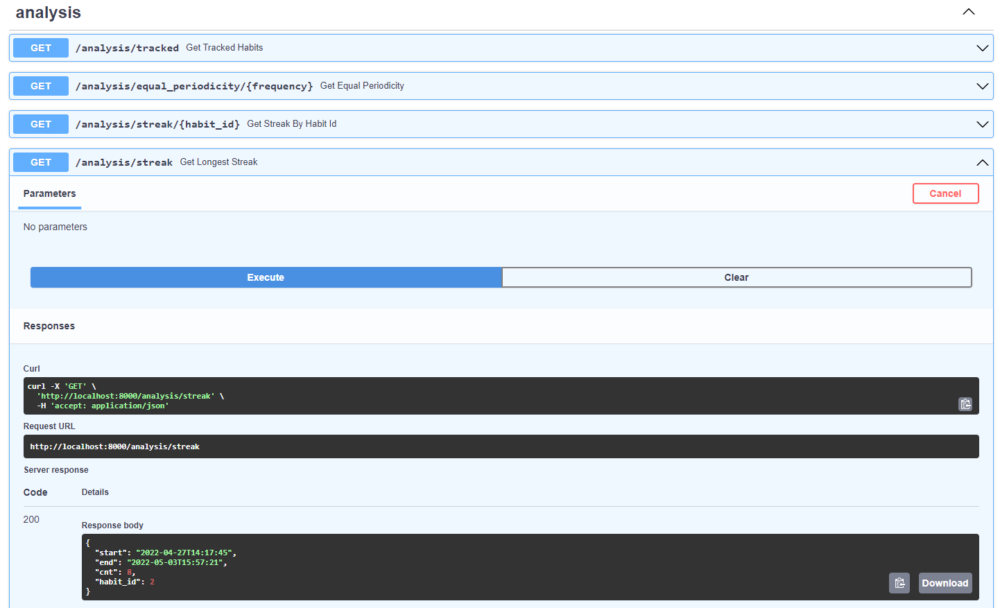 analysis
GET /analysis/tracked Get Tracked Habits
GET /analysis/equal_periodicity/{frequency} Get Equal Periodicity
GET /analysis/streak/{habit_id} Get Streak By Habit Id
GET /analysis/streak Get Longest Streak
Parameters Cancel
No parameters
Execute Clear
Responses
Curl
curl -X 'GET' \
  'http://localhost:8000/analysis/streak' \
  -H 'accept: application/json'
Request URL
http://localhost:8000/analysis/streak
Server response
Code Details
200
Response body
{
  "start": "2022-04-27T14:17:45",
  "end": "2022-05-03T15:57:21",
  "cnt": 8,
  "habit_id": 2
}
Download